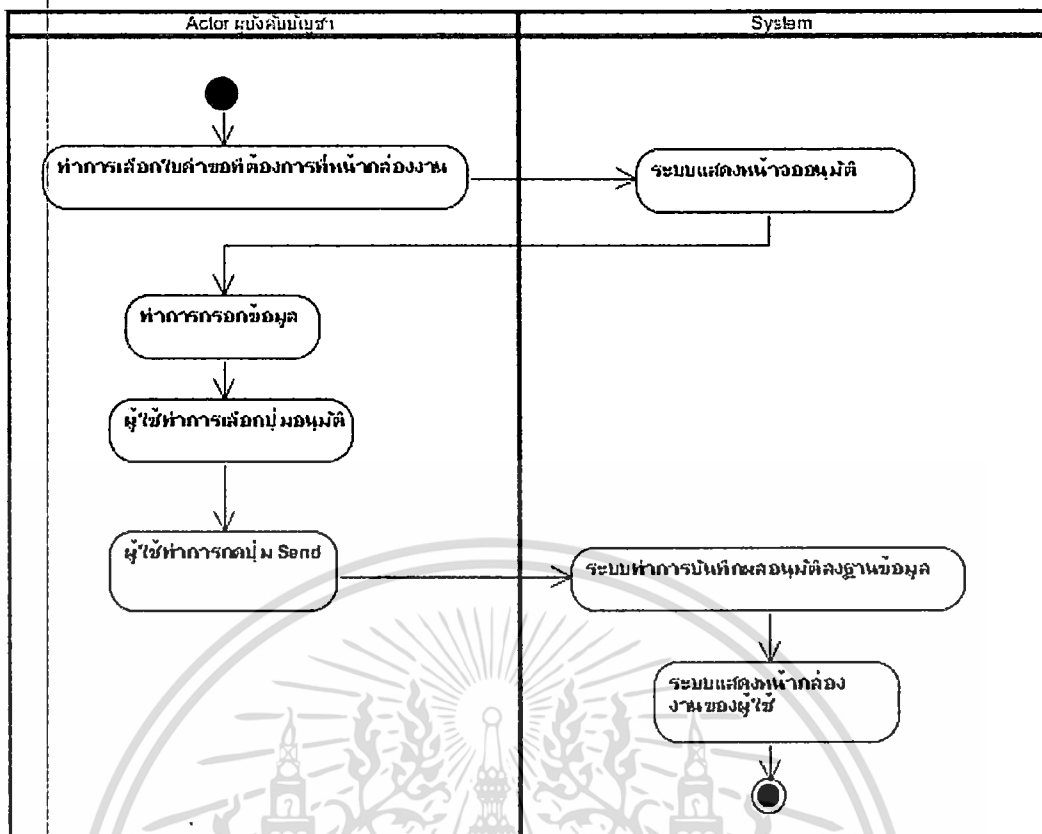 Actor ผบังคับบัญชา
System
ทำการเลือกใบคำขอที่ต้องการที่หน้ากล่องงาน
ระบบแสดงหน้าจออนุมัติ
ทำการกรอกข้อมูล
ผู้ใช้ทำการเลือกปุ่มอนุมัติ
ผู้ใช้ทำการกดปุ่ม Send
ระบบทำการบันทึกผลอนุมัติลงฐานข้อมูล
ระบบแสดงหน้ากล่อง
งานของผู้ใช้